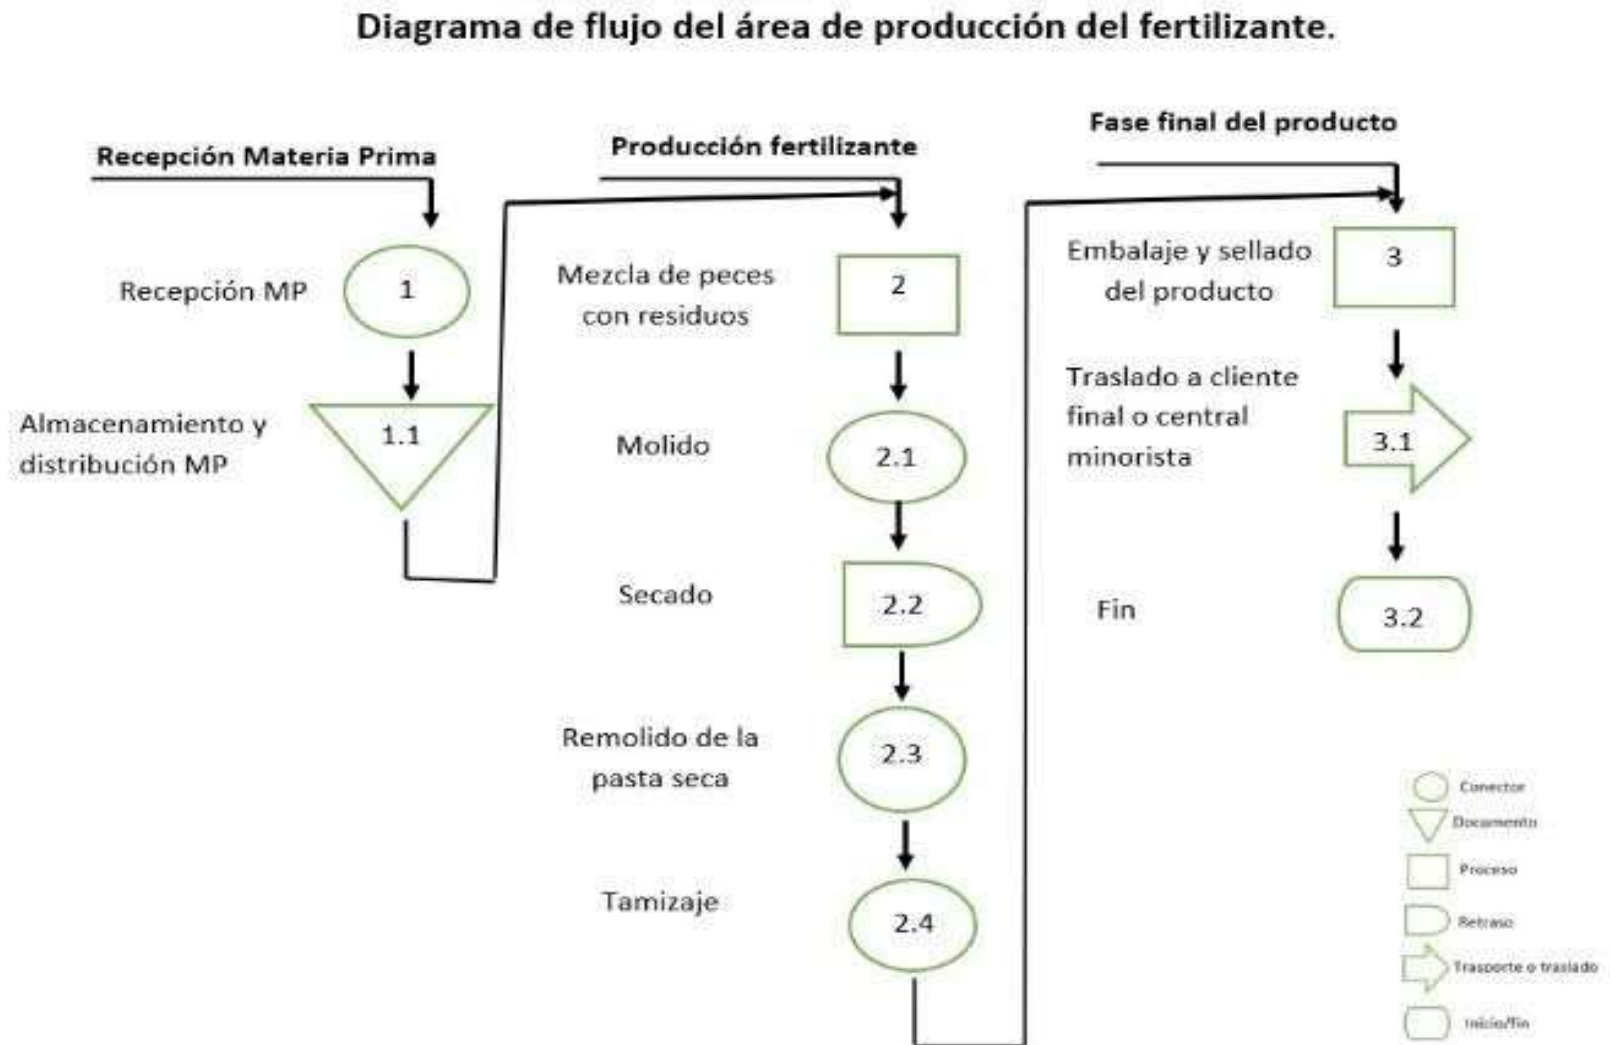 Diagrama de flujo del área de producción del fertilizante.
Recepción Materia Prima
Recepción MP
1
Almacenamiento y
distribución MP
1.1
Producción fertilizante
Mezcla de peces
con residuos
2
Molido
2.1
Secado
2.2
Remolido de la
pasta seca
2.3
Tamizaje
2.4
Fase final del producto
Embalaje y sellado
del producto
3
Traslado a cliente
final o central
minorista
3.1
Fin
3.2
Conector
Documento
Proceso
Retraso
Trasporte o traslado
Inicio/fin